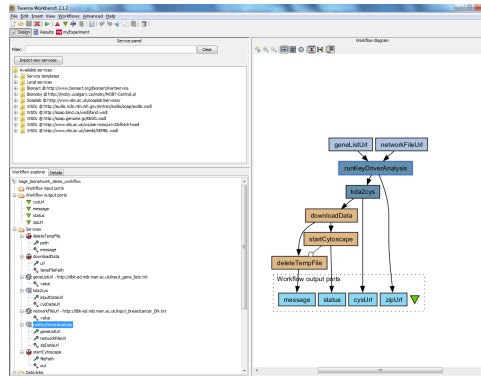 Taverna Workbench 2.1.2
File Edit Insert View Workflows Advanced Help
Design Results myExperiment
Service panel
Filter: Clear
Import new services
Available services
Service templates
Local services
Biomart @ http://www.biomart.org/biomart/martservice
Biomoby @ http://moby.ucalgary.ca/moby/MOBY-Central.pl
Soaplab @ http://www.ebi.ac.uk/soaplab/services/
WSDL @ http://eutils.ncbi.nlm.nih.gov/entrez/eutils/soap/eutils.wsdl
WSDL @ http://soap.bind.ca/wsdl/bind.wsdl
WSDL @ http://soap.genome.jp/KEGG.wsdl
WSDL @ http://www.ebi.ac.uk/ws/services/urn:Dbfetch?wsdl
WSDL @ http://www.ebi.ac.uk/xembl/XEMBL.wsdl
Workflow explorer Details
Sage_bionetwork_demo_workflow
Workflow input ports
Workflow output ports
cysUrl
message
status
zipUrl
Services
deleteTempFile
path
message
downloadData
url
tempFilePath
value
kda2cys
inputDataUrl
cysDataUrl
value
runKeyDriverAnalysis
geneListUrl
networkFileUrl
zipDataUrl
startCytoscape
filePath
out
Data links
Workflow diagram
geneListUrl networkFileUrl
runKeyDriverAnalysis
kda2cys
downloadData
startCytoscape
deleteTempFile
Workflow output ports
message status cysUrl zipUrl